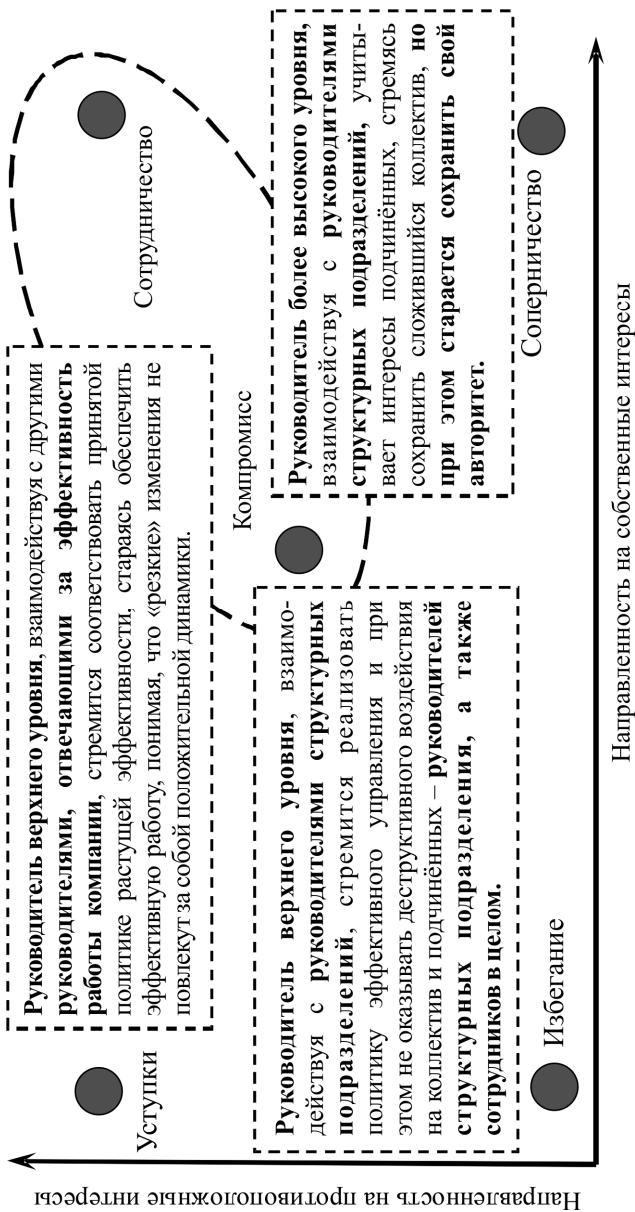 Направленность на противоположные интересы
Уступки
Руководитель верхнего уровня, взаимодействуя с другими
руководителями, отвечающими за эффективность
работы компании, стремится соответствовать принятой
политике растущей эффективности, стараясь обеспечить
эффективную работу, понимая, что «резкие» изменения не
повлекут за собой положительной динамики.
Сотрудничество
Компромисс
Руководитель верхнего уровня, взаимо-
действуя с руководителями структурных
подразделений, стремится реализовать
политику эффективного управления и при
этом не оказывать деструктивного воздействия
на коллектив и подчинённых – руководителей
структурных подразделения, а также
сотрудников в целом.
Руководитель более высокого уровня,
взаимодействуя с руководителями
структурных подразделений, учиты-
вает интересы подчинённых, стремясь
сохранить сложившийся коллектив, но
при этом старается сохранить свой
авторитет.
Избегание
Соперничество
Направленность на собственные интересы